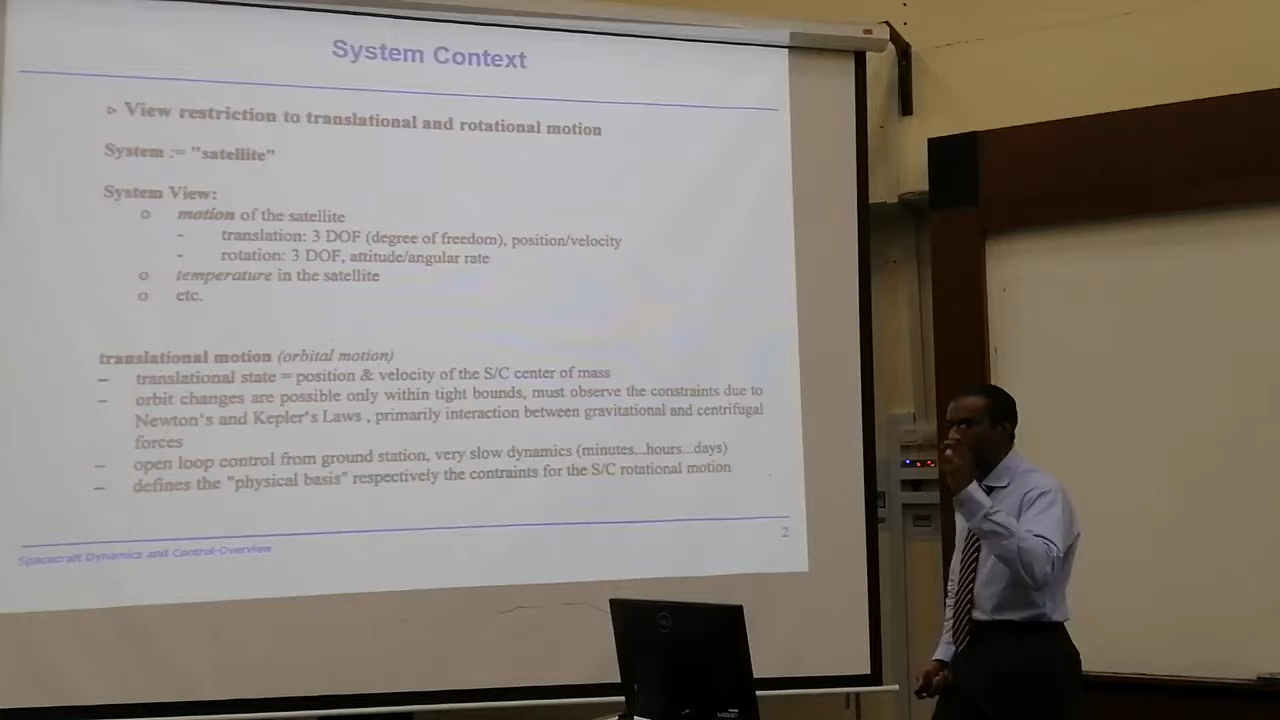 System Context
▹ View restriction to translational and rotational motion
System := "satellite"
System View:
o motion of the satellite
- translation: 3 DOF (degree of freedom), position/velocity
- rotation: 3 DOF, attitude/angular rate
o temperature in the satellite
o etc.
translational motion (orbital motion)
– translational state = position & velocity of the S/C center of mass
– orbit changes are possible only within tight bounds, must observe the constraints due to
Newton's and Kepler's Laws , primarily interaction between gravitational and centrifugal
forces
– open loop control from ground station, very slow dynamics (minutes...hours...days)
– defines the "physical basis" respectively the contraints for the S/C rotational motion
Spacecraft Dynamics and Control-Overview
2
DELL